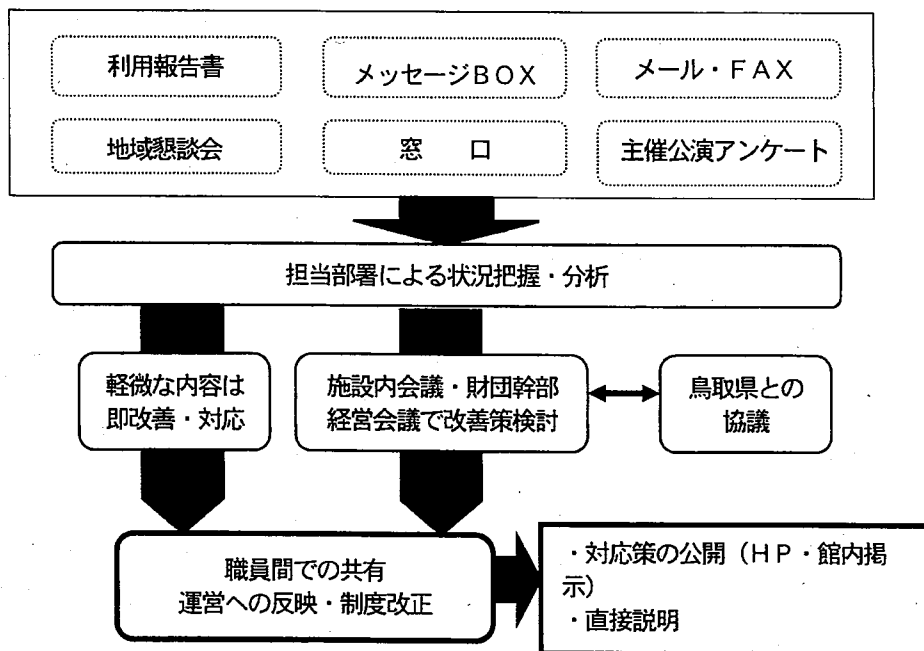 利用報告書
メッセージＢＯＸ
メール・ＦＡＸ
地域懇談会
窓　口
主催公演アンケート
担当部署による状況把握・分析
軽微な内容は
即改善・対応
施設内会議・財団幹部
経営会議で改善策検討
鳥取県との
協議
職員間での共有
運営への反映・制度改正
・対応策の公開（ＨＰ・館内掲
示）
・直接説明